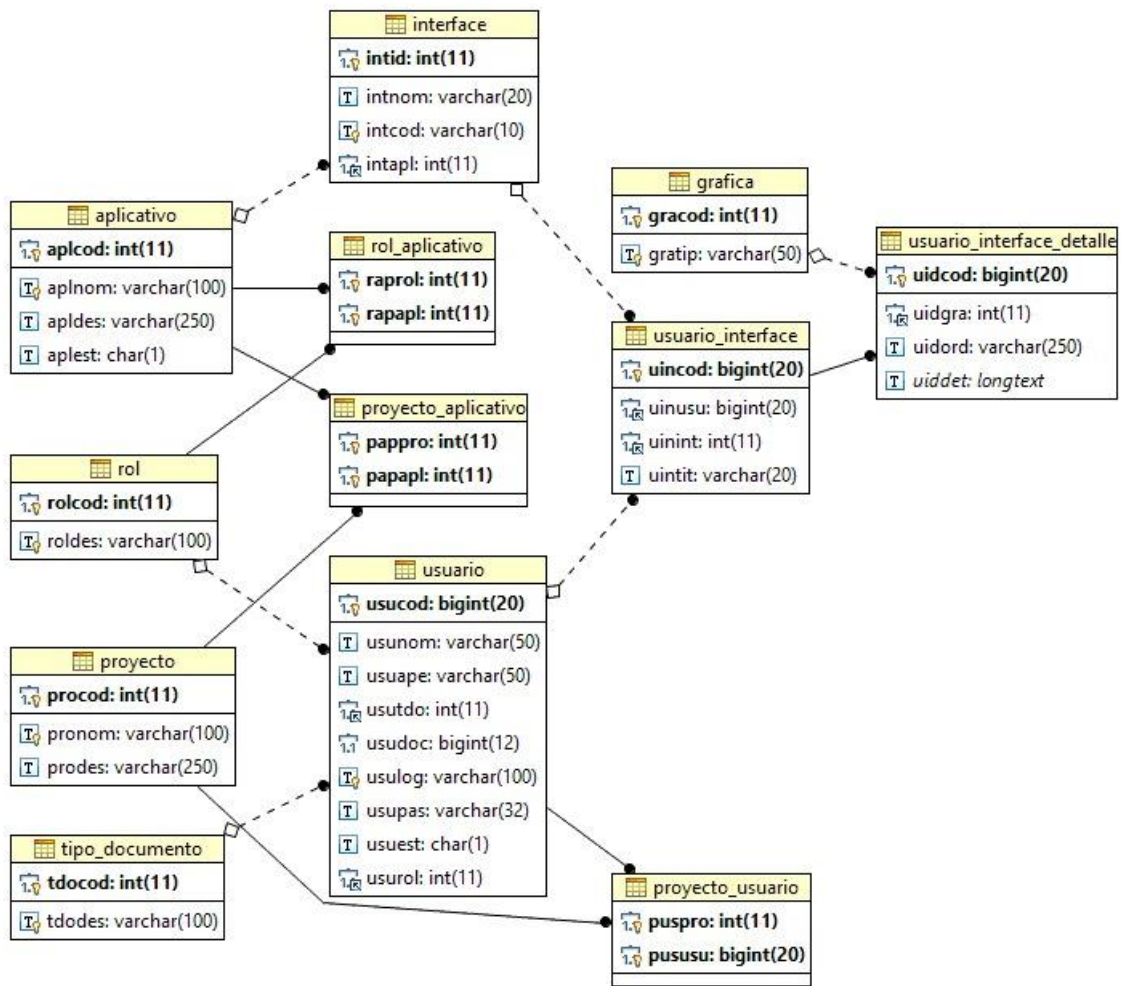 interface
intid: int(11)
intnom: varchar(20)
intcod: varchar(10)
intapl: int(11)
aplicativo
aplcod: int(11)
aplnom: varchar(100)
apldes: varchar(250)
aplest: char(1)
rol_aplicativo
raprol: int(11)
rapapl: int(11)
grafica
gracod: int(11)
gratip: varchar(50)
usuario_interface_detalle
uidcod: bigint(20)
uidgra: int(11)
uidord: varchar(250)
uiddet: longtext
usuario_interface
uincod: bigint(20)
uinusu: bigint(20)
uinint: int(11)
uintit: varchar(20)
proyecto_aplicativo
pappro: int(11)
papapl: int(11)
rol
rolcod: int(11)
roldes: varchar(100)
usuario
usucod: bigint(20)
usunom: varchar(50)
usuape: varchar(50)
usutdo: int(11)
usudoc: bigint(12)
usulog: varchar(100)
usupas: varchar(32)
usuest: char(1)
usurol: int(11)
proyecto
procod: int(11)
pronom: varchar(100)
prodes: varchar(250)
tipo_documento
tdocod: int(11)
tdodes: varchar(100)
proyecto_usuario
puspro: int(11)
pususu: bigint(20)